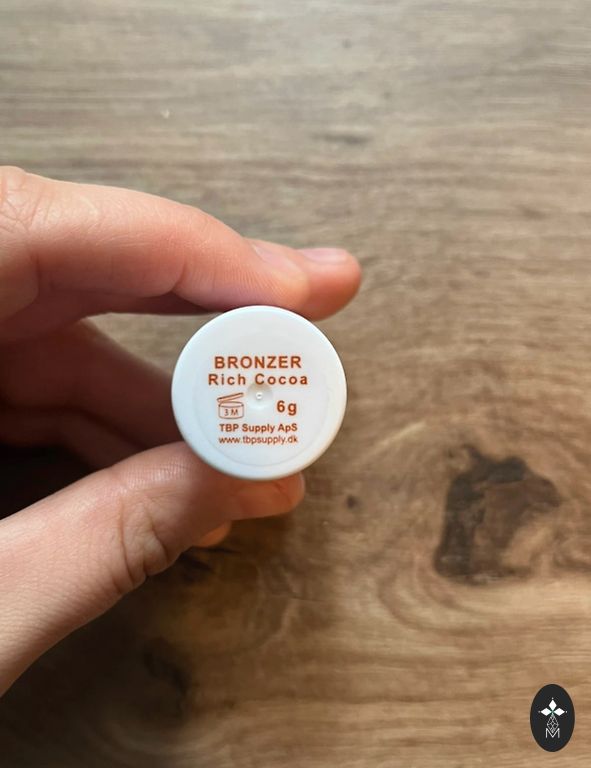 BRONZER
Rich Cocoa
3 M
6g
TBP Supply ApS
www.tbpsupply.dk
M